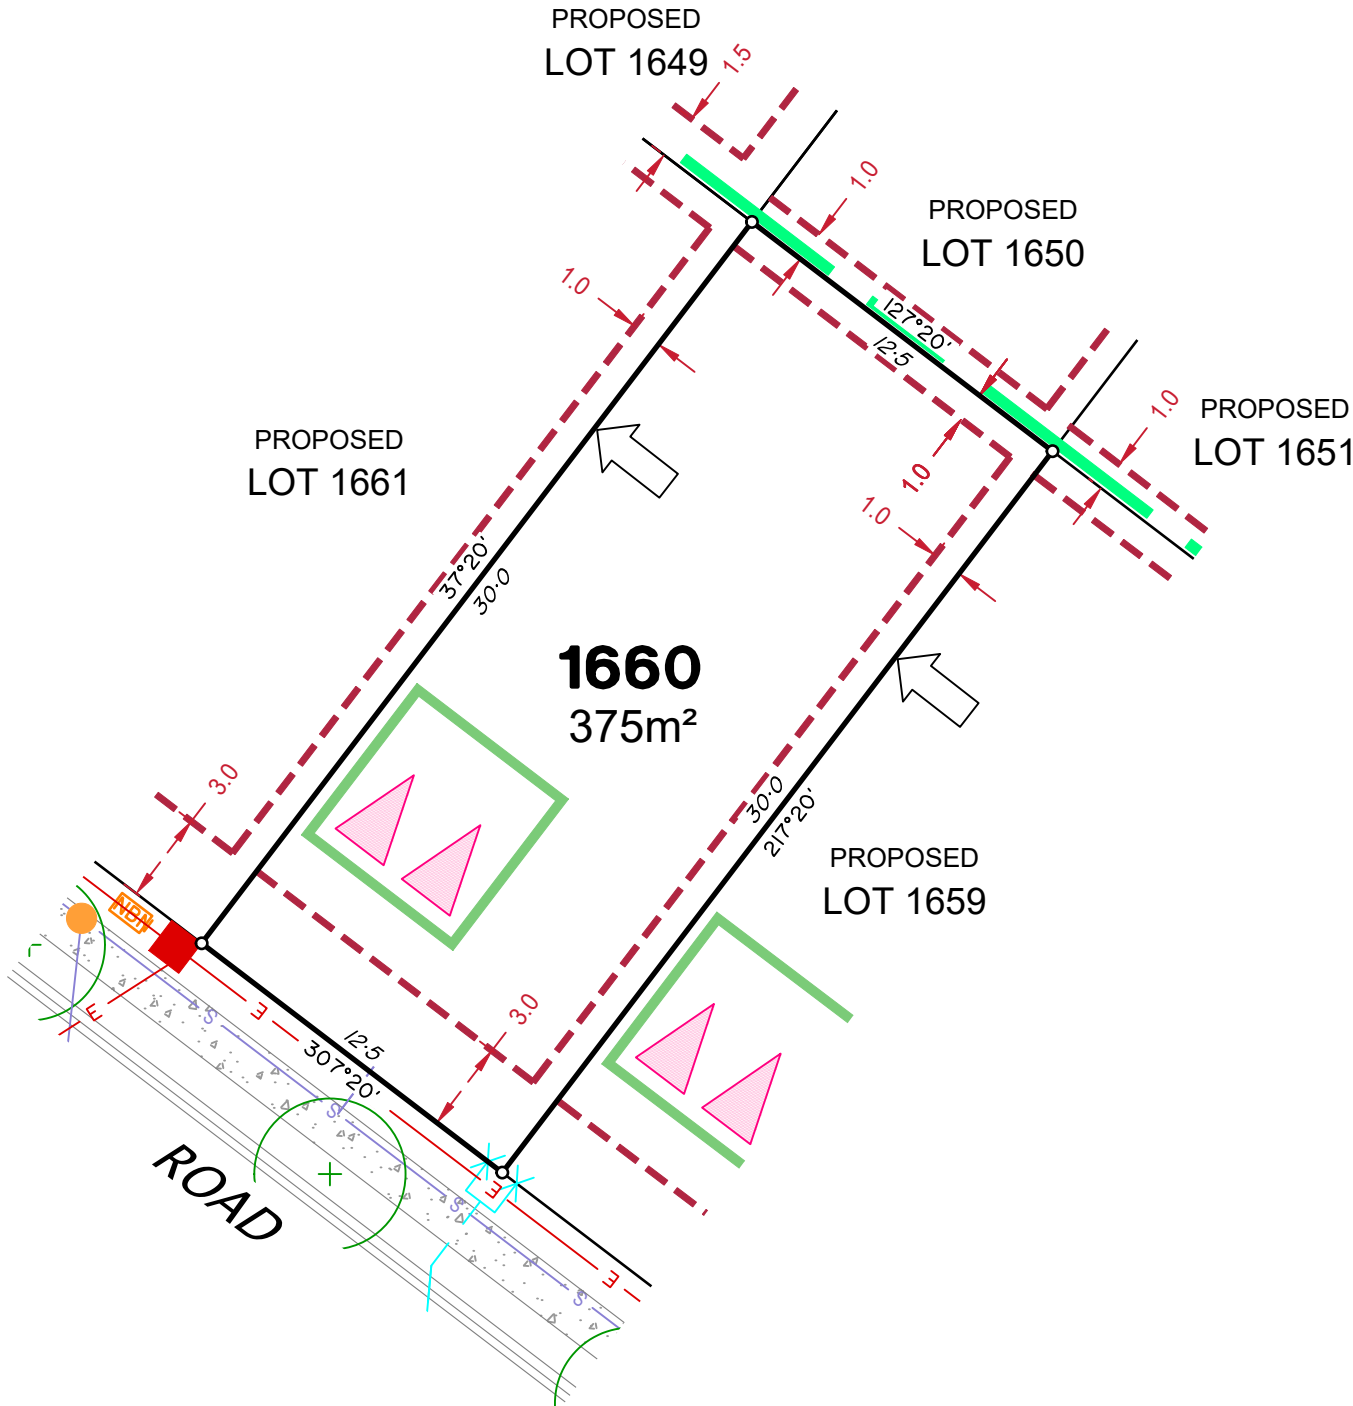 PROPOSED
LOT 1649
1.5
1.0
PROPOSED
LOT 1650
1.0
127°20'
12·5
PROPOSED
LOT 1651
1.0
PROPOSED
LOT 1661
1.0
1.0
37°20'
30·0
1660
375m²
3.0
30·0
217°20'
PROPOSED
LOT 1659
NBN
E
S
E
3.0
12·5
307°20'
S
ROAD
E
S
E
S